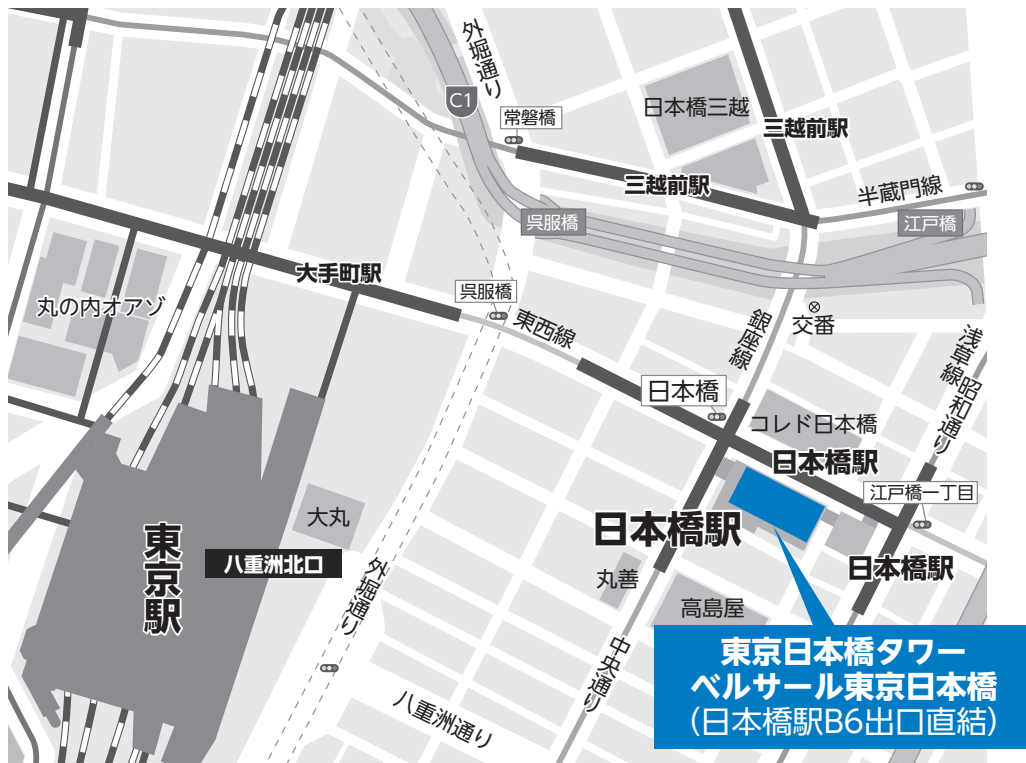 外堀通り
C1
常磐橋
日本橋三越
三越前駅
三越前駅
半蔵門線
呉服橋
江戸橋
大手町駅
丸の内オアゾ
呉服橋
東西線
銀座線
交番
浅草線
昭和通り
日本橋
コレド日本橋
日本橋駅
江戸橋一丁目
大丸
日本橋駅
東京駅
八重洲北口
外堀通り
丸善
日本橋駅
高島屋
中央通り
八重洲通り
東京日本橋タワー
ベルサール東京日本橋
(日本橋駅B6出口直結)